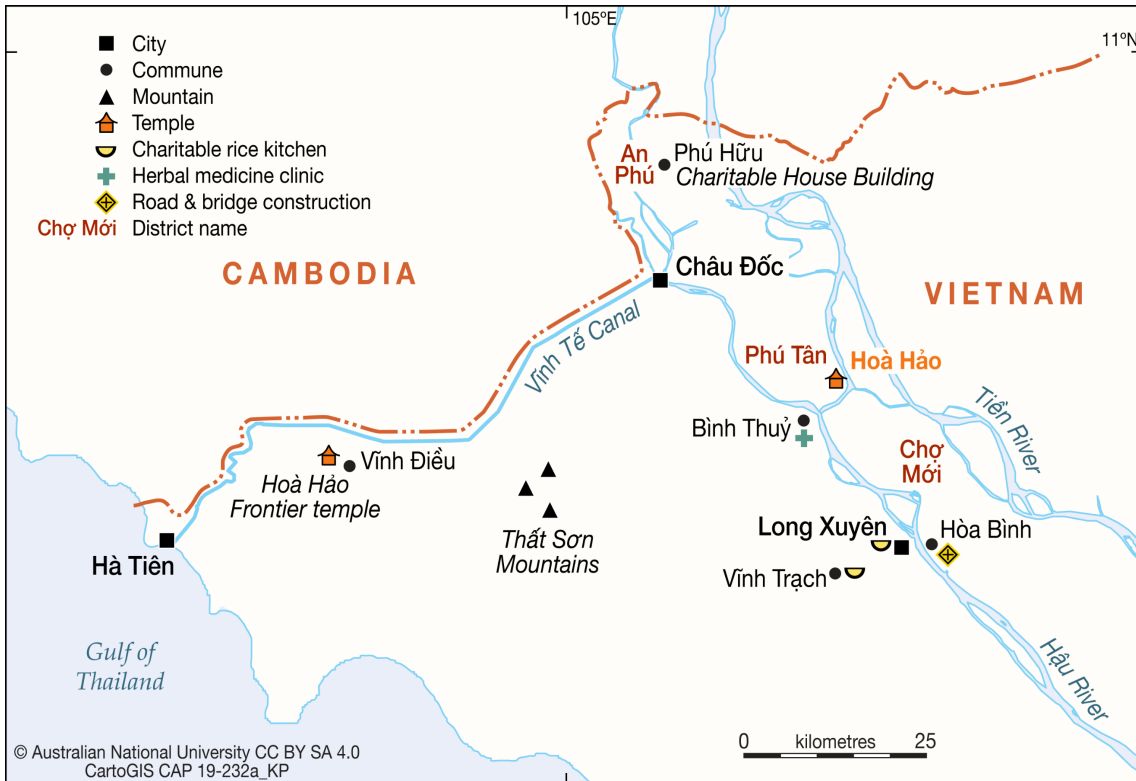 105ºE
11ºN
City
Commune
Mountain
Temple
Charitable rice kitchen
Herbal medicine clinic
Road & bridge construction
Chợ Mới District name
An
Phú
Phú Hữu
Charitable House Building
CAMBODIA
Châu Đốc
VIETNAM
Vĩnh Tế Canal
Phú Tân
Hoà Hảo
Tiền River
Bình Thuỷ
Chợ
Mới
Vĩnh Điều
Hoà Hảo
Frontier temple
Thất Sơn
Mountains
Long Xuyên
Hòa Bình
Hà Tiên
Vĩnh Trạch
Gulf of
Thailand
Hậu River
0 kilometres 25
© Australian National University CC BY SA 4.0
CartoGIS CAP 19-232a_KP